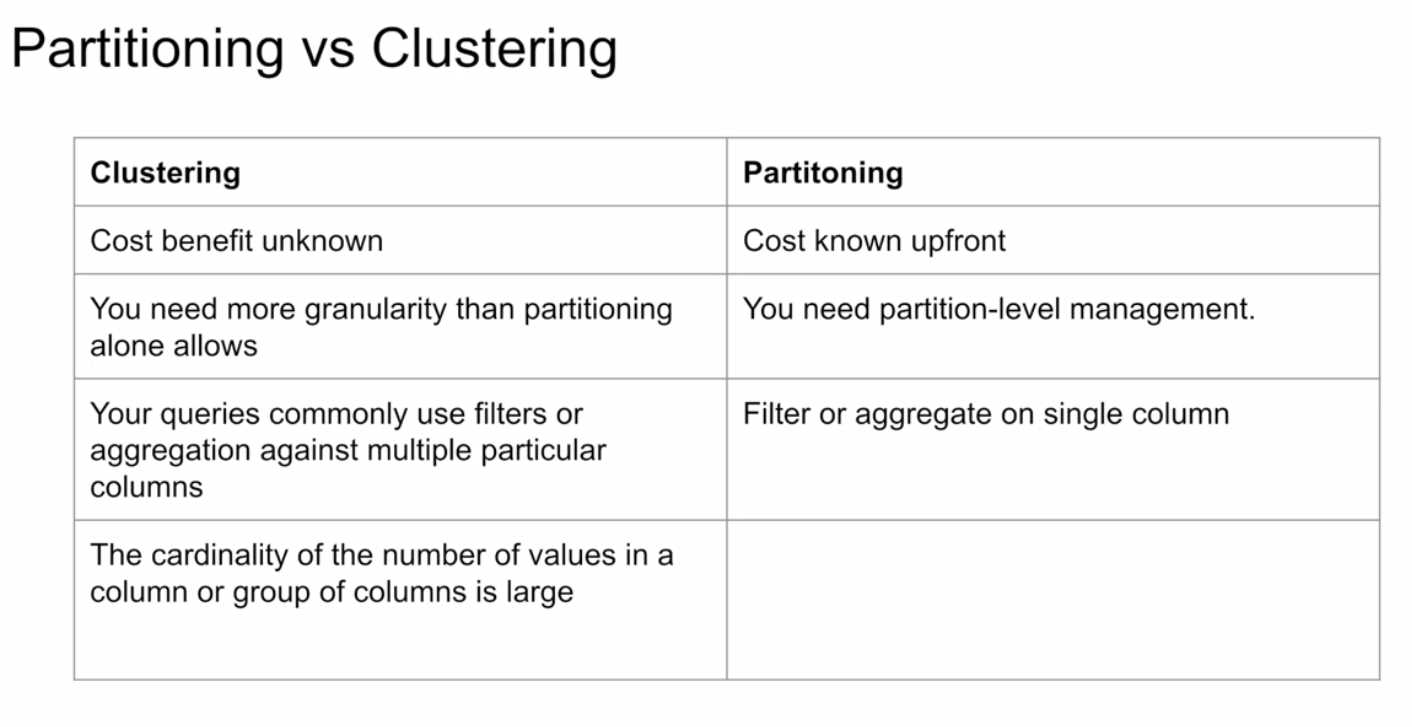 Partitioning vs Clustering
Clustering
Partitoning
Cost benefit unknown
Cost known upfront
You need more granularity than partitioning
alone allows
You need partition-level management.
Your queries commonly use filters or
aggregation against multiple particular
columns
Filter or aggregate on single column
The cardinality of the number of values in a
column or group of columns is large